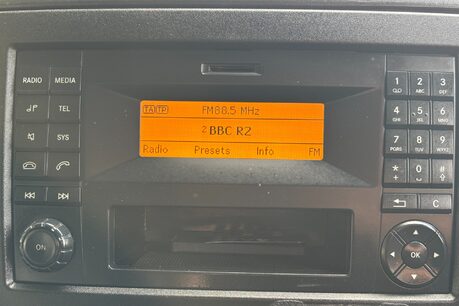 RADIO MEDIA
TA TP FM88.5 MHz
1 2 ABC 3 DEF
TEL
2 BBC R2
4 GHI 5 JKL 6 MNO
SYS
Radio Presets Info FM
7 PQRS 8 TUV 9 WXYZ
* 0 #
C
ON
OK